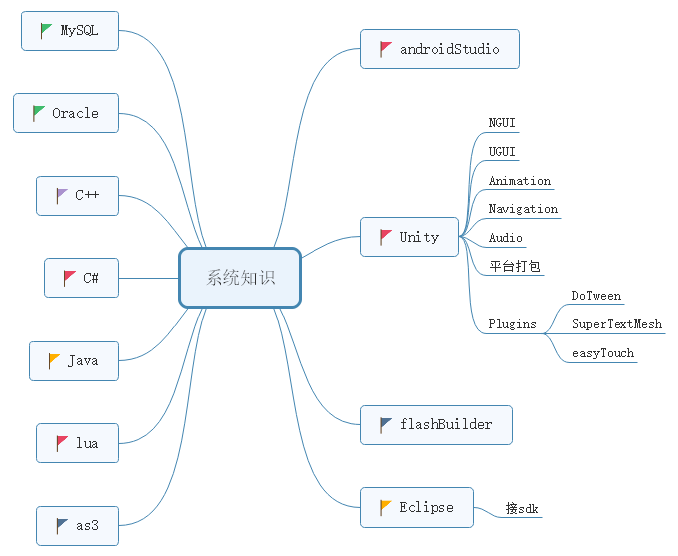 MySQL
Oracle
C++
C#
Java
lua
as3
系统知识
androidStudio
Unity
NGUI
UGUI
Animation
Navigation
Audio
平台打包
Plugins
DoTween
SuperTextMesh
easyTouch
flashBuilder
Eclipse
接sdk